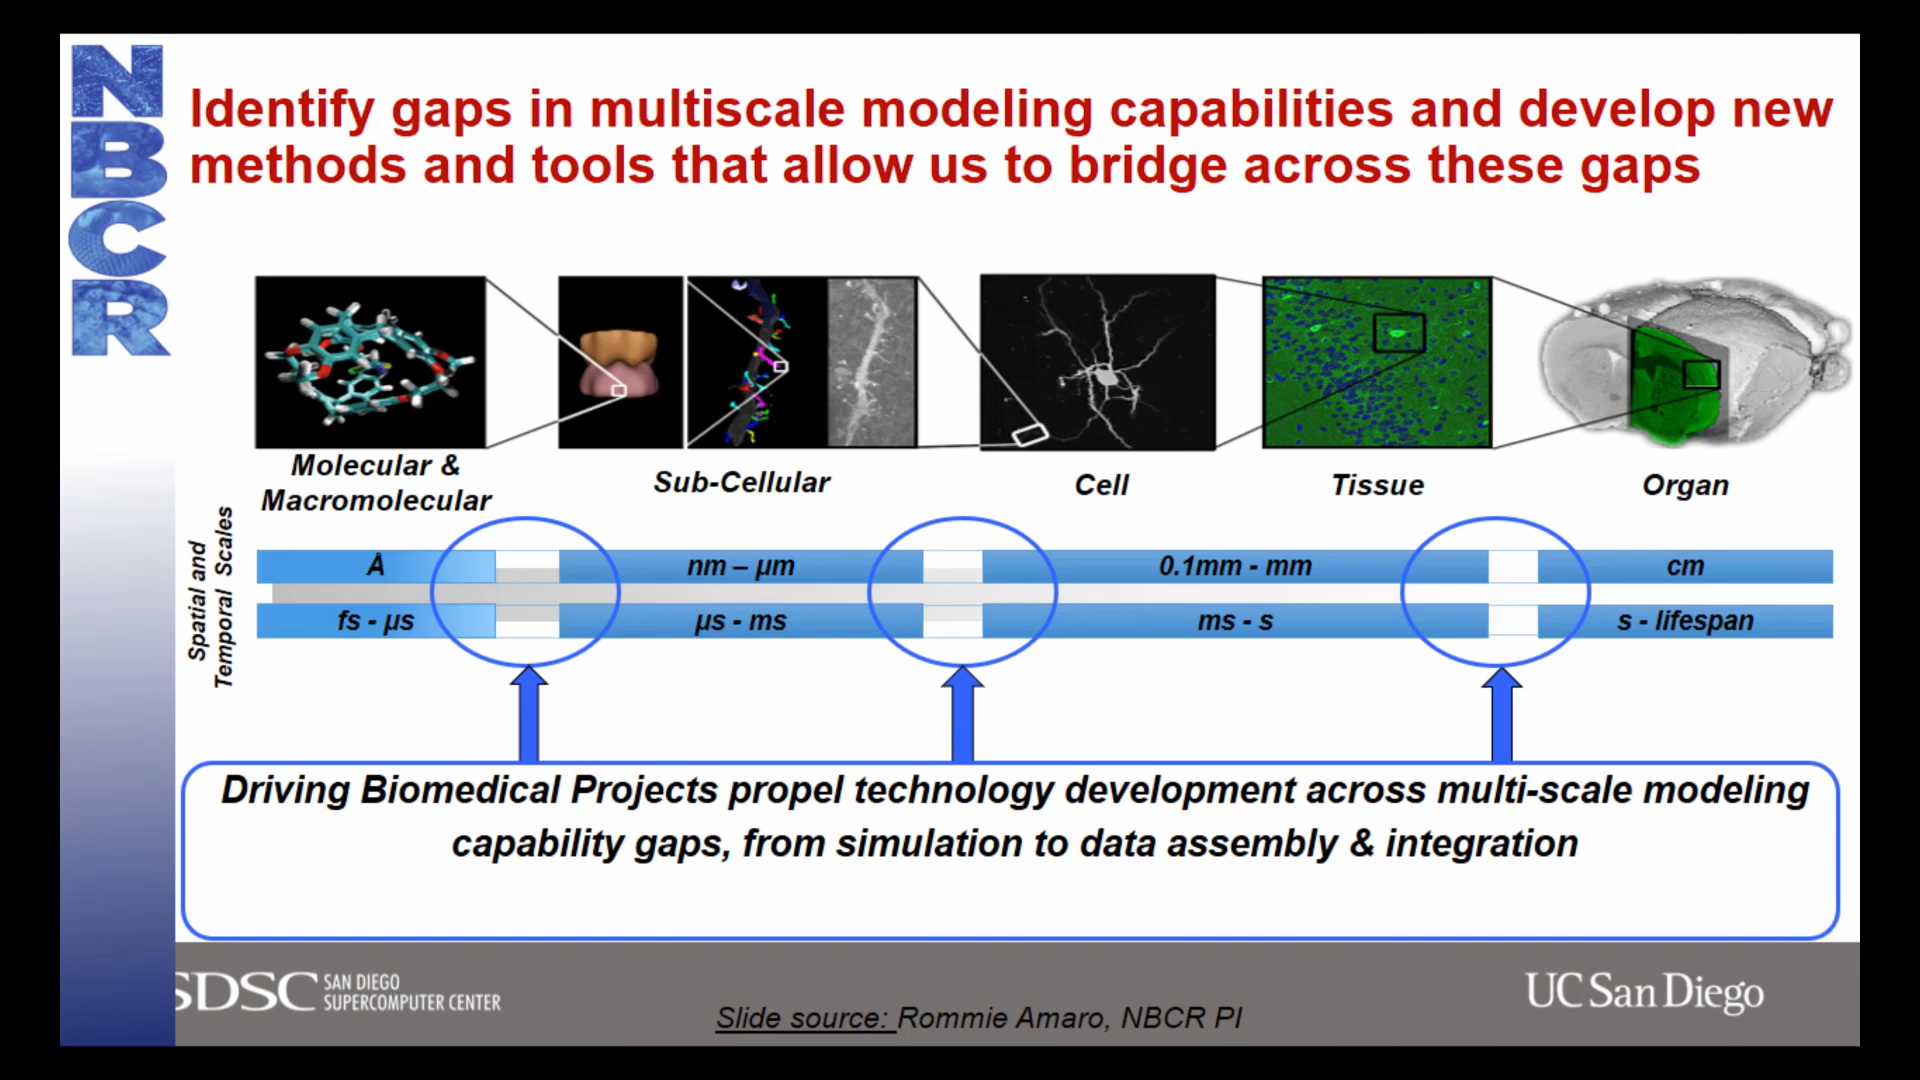 NBCR
Identify gaps in multiscale modeling capabilities and develop new
methods and tools that allow us to bridge across these gaps
Molecular &
Macromolecular
Sub-Cellular
Cell
Tissue
Organ
Spatial and
Temporal Scales
Å
nm – µm
0.1mm - mm
cm
fs - µs
µs - ms
ms - s
s - lifespan
Driving Biomedical Projects propel technology development across multi-scale modeling
capability gaps, from simulation to data assembly & integration
SDSC
SAN DIEGO
SUPERCOMPUTER CENTER
Slide source: Rommie Amaro, NBCR PI
UC San Diego